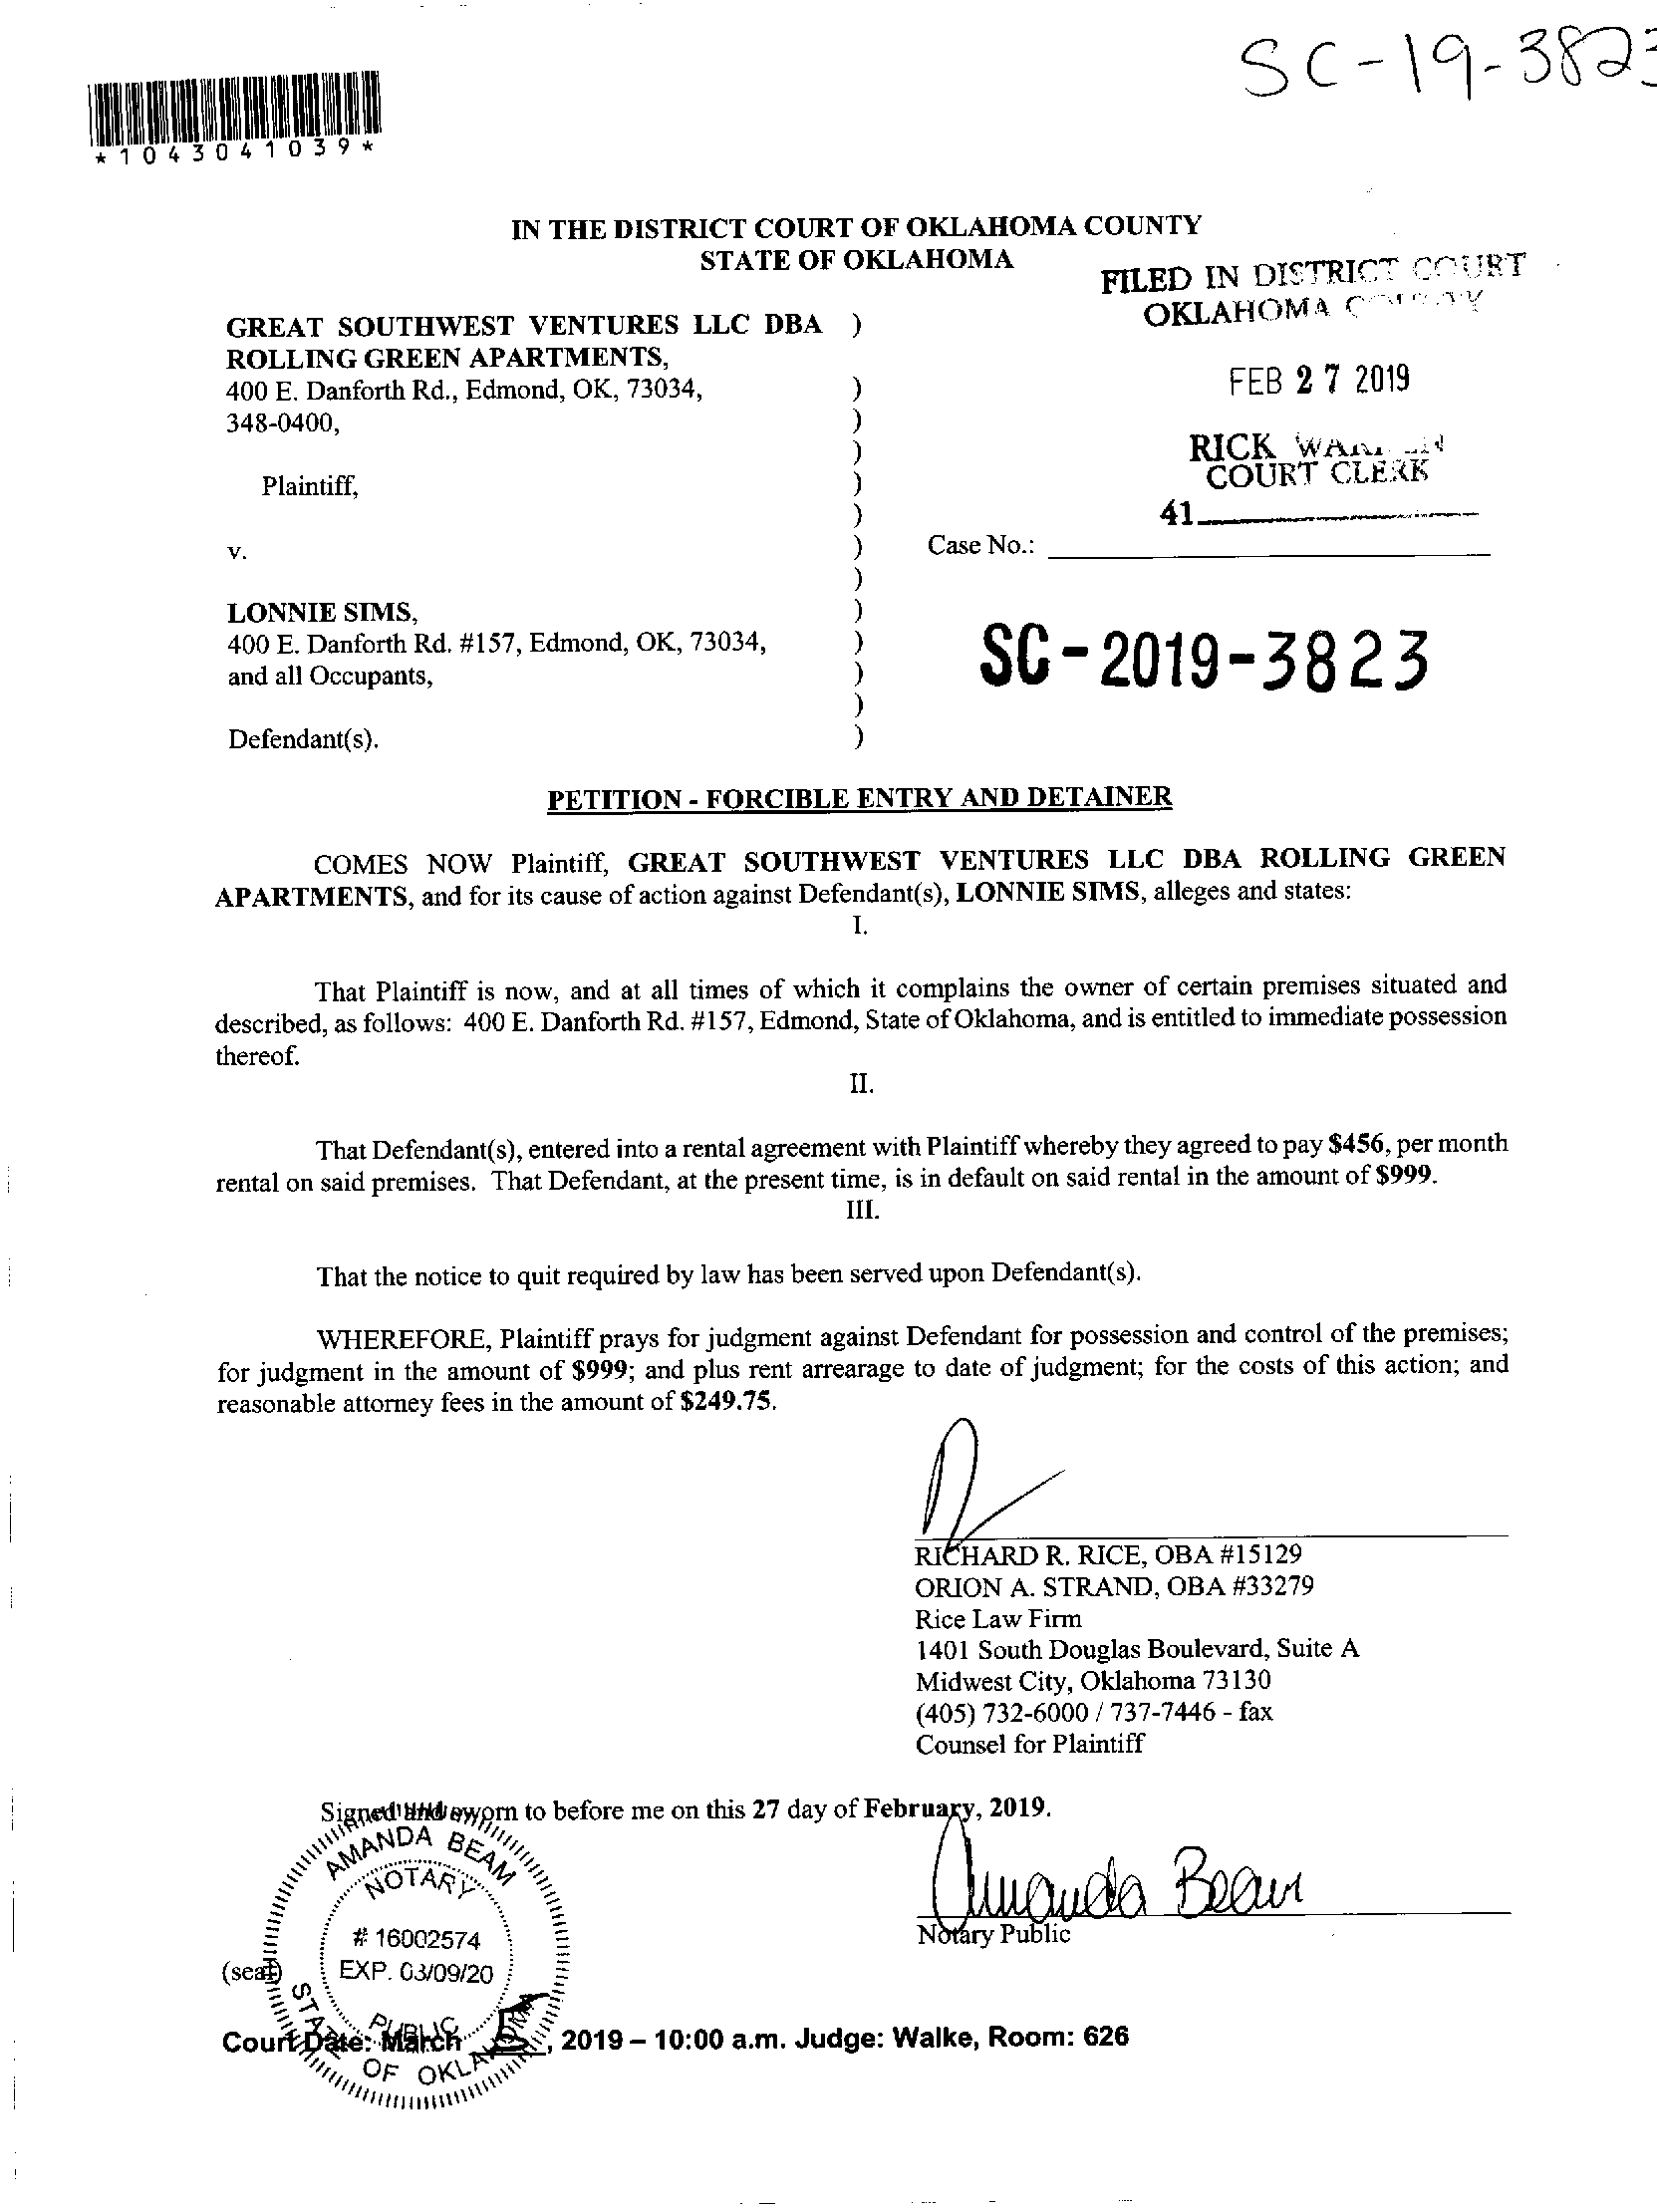 SC-19-3823
*1043041039*
IN THE DISTRICT COURT OF OKLAHOMA COUNTY
STATE OF OKLAHOMA
FILED IN DISTRICT COURT
OKLAHOMA COUNTY
FEB 27 2019
RICK WARREN
COURT CLERK
41
GREAT SOUTHWEST VENTURES LLC DBA )
ROLLING GREEN APARTMENTS,
400 E. Danforth Rd., Edmond, OK, 73034, )
348-0400, )
)
Plaintiff, )
)
v. ) Case No.:
)
LONNIE SIMS, )
400 E. Danforth Rd. #157, Edmond, OK, 73034, )
and all Occupants, )
)
Defendant(s). )
SC-2019-3823
PETITION - FORCIBLE ENTRY AND DETAINER
COMES NOW Plaintiff, GREAT SOUTHWEST VENTURES LLC DBA ROLLING GREEN
APARTMENTS, and for its cause of action against Defendant(s), LONNIE SIMS, alleges and states:
I.
That Plaintiff is now, and at all times of which it complains the owner of certain premises situated and
described, as follows: 400 E. Danforth Rd. #157, Edmond, State of Oklahoma, and is entitled to immediate possession
thereof.
II.
That Defendant(s), entered into a rental agreement with Plaintiff whereby they agreed to pay $456, per month
rental on said premises. That Defendant, at the present time, is in default on said rental in the amount of $999.
III.
That the notice to quit required by law has been served upon Defendant(s).
WHEREFORE, Plaintiff prays for judgment against Defendant for possession and control of the premises;
for judgment in the amount of $999; and plus rent arrearage to date of judgment; for the costs of this action; and
reasonable attorney fees in the amount of $249.75.
RICHARD R. RICE, OBA #15129
ORION A. STRAND, OBA #33279
Rice Law Firm
1401 South Douglas Boulevard, Suite A
Midwest City, Oklahoma 73130
(405) 732-6000 / 737-7446 - fax
Counsel for Plaintiff
Signed and sworn to before me on this 27 day of February, 2019.
Amanda Beam
Notary Public
AMANDA BEAM
NOTARY
# 16002574
EXP. 03/09/20
PUBLIC
STATE OF OKLAHOMA
(seal)
Court Date: March 5, 2019 – 10:00 a.m. Judge: Walke, Room: 626